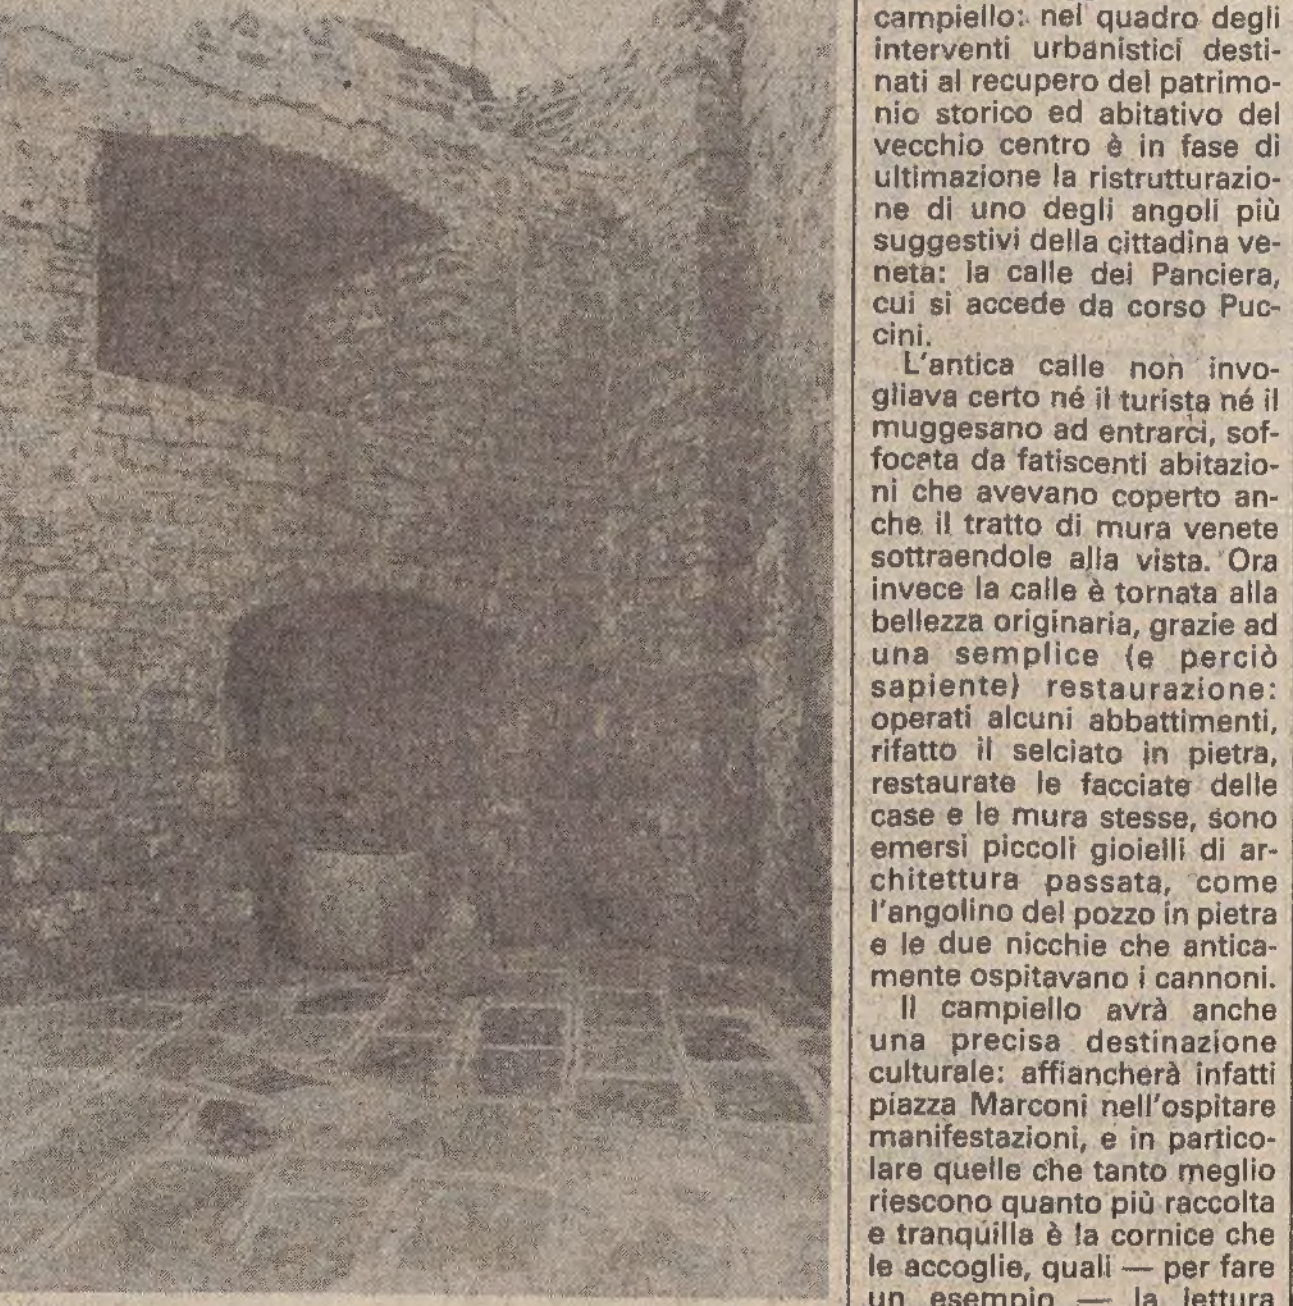 campiello: nel quadro degli
interventi urbanistici desti-
nati al recupero del patrimo-
nio storico ed abitativo del
vecchio centro è in fase di
ultimazione la ristrutturazio-
ne di uno degli angoli più
suggestivi della cittadina ve-
neta: la calle dei Panciera,
cui si accede da corso Puc-
cini.
L'antica calle non invo-
gliava certo né il turista né il
muggesano ad entrarci, sof-
focata da fatiscenti abitazio-
ni che avevano coperto an-
che il tratto di mura venete
sottraendole alla vista. Ora
invece la calle è tornata alla
bellezza originaria, grazie ad
una semplice (e perciò
sapiente) restaurazione:
operati alcuni abbattimenti,
rifatto il selciato in pietra,
restaurate le facciate delle
case e le mura stesse, sono
emersi piccoli gioielli di ar-
chitettura passata, come
l'angolino del pozzo in pietra
e le due nicchie che antica-
mente ospitavano i cannoni.
Il campiello avrà anche
una precisa destinazione
culturale: affiancherà infatti
piazza Marconi nell'ospitare
manifestazioni, e in partico-
lare quelle che tanto meglio
riescono quanto più raccolta
e tranquilla è la cornice che
le accoglie, quali — per fare
un esempio — la lettura